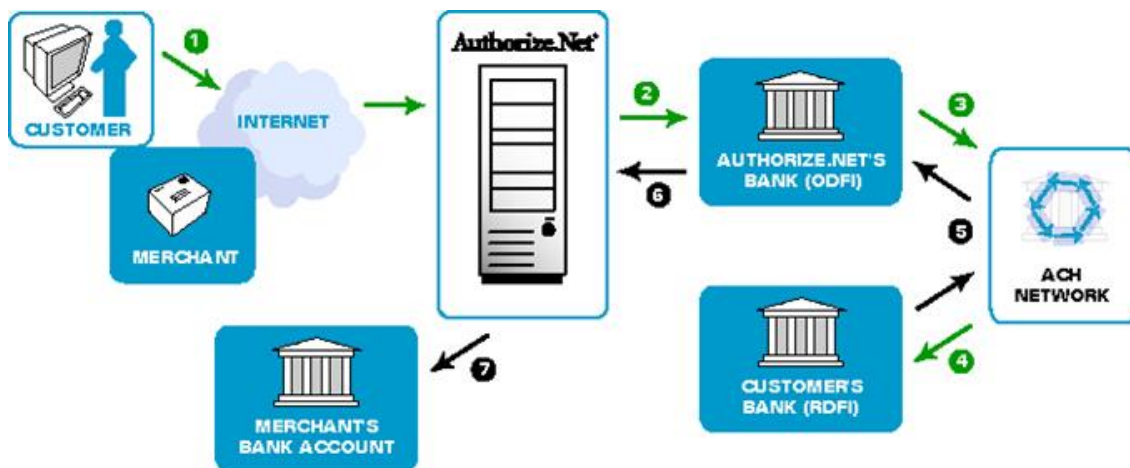 1
CUSTOMER
INTERNET
MERCHANT
Authorize.Net
2
6
AUTHORIZE.NET'S
BANK (ODFI)
3
5
ACH
NETWORK
4
CUSTOMER'S
BANK (RDFI)
7
MERCHANT'S
BANK ACCOUNT